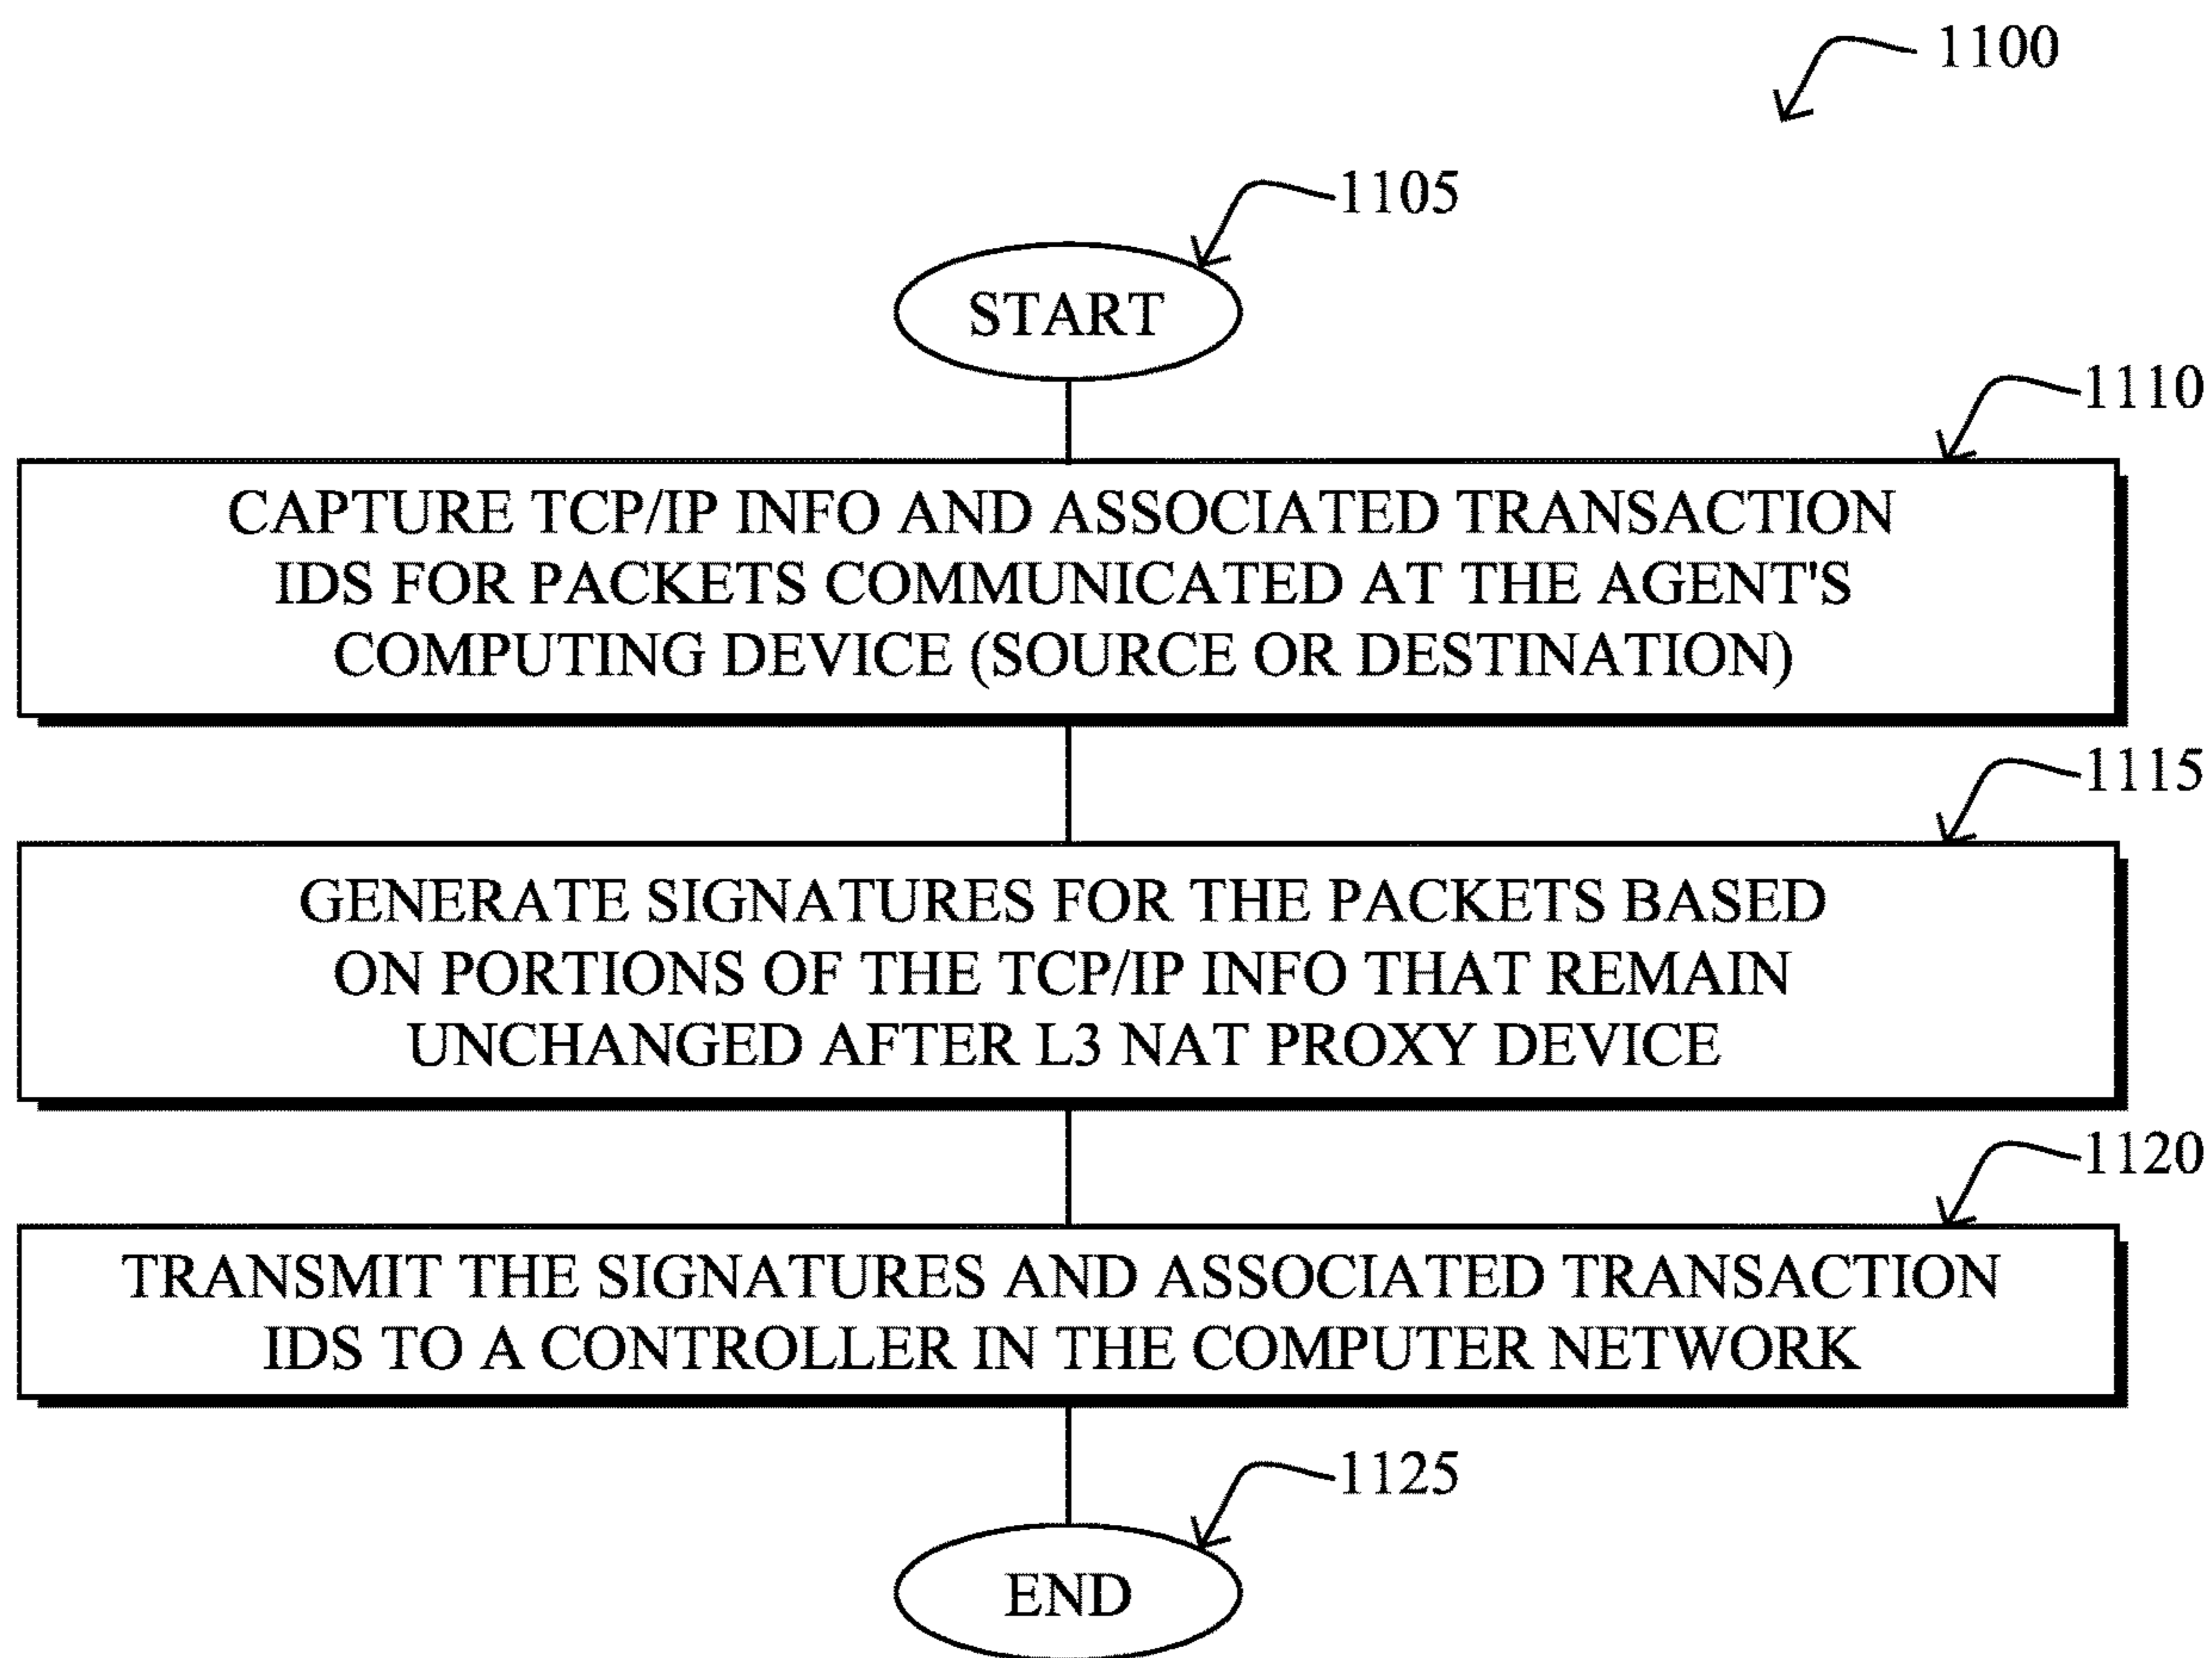 1100
1105
START
1110
CAPTURE TCP/IP INFO AND ASSOCIATED TRANSACTION
IDS FOR PACKETS COMMUNICATED AT THE AGENT'S
COMPUTING DEVICE (SOURCE OR DESTINATION)
1115
GENERATE SIGNATURES FOR THE PACKETS BASED
ON PORTIONS OF THE TCP/IP INFO THAT REMAIN
UNCHANGED AFTER L3 NAT PROXY DEVICE
1120
TRANSMIT THE SIGNATURES AND ASSOCIATED TRANSACTION
IDS TO A CONTROLLER IN THE COMPUTER NETWORK
1125
END